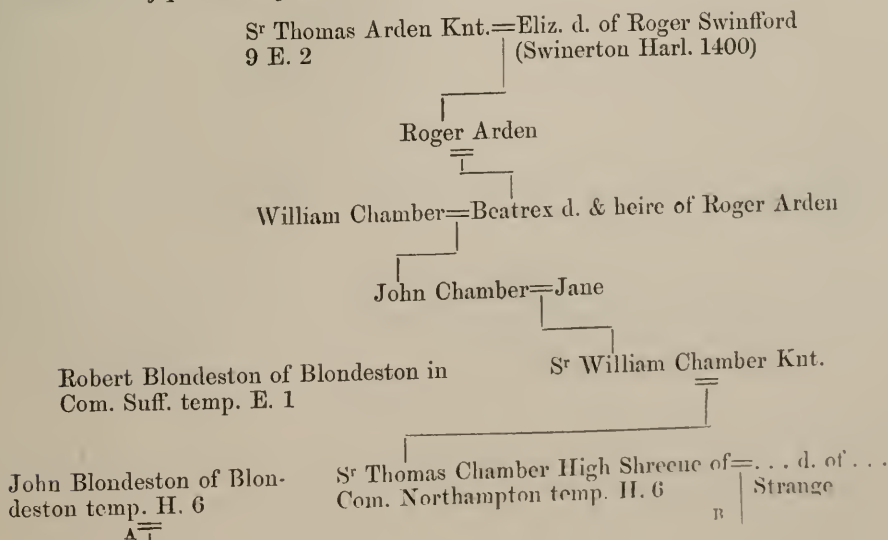 Sr Thomas Arden Knt.=Eliz. d. of Roger Swinfford
9 E. 2 (Swinerton Harl. 1400)
Roger Arden
=
William Chamber=Beatrex d. & heire of Roger Arden
John Chamber=Jane
Sr William Chamber Knt.
=
Robert Blondeston of Blondeston in
Com. Suff. temp. E. 1
Sr Thomas Chamber High Shreene of=... d. of ...
Com. Northampton temp. H. 6 Strange
B
John Blondeston of Blon-
deston temp. H. 6
A=